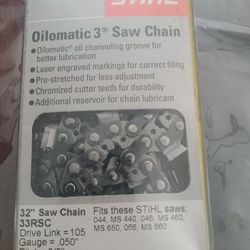 STIHL
Oilomatic 3® Saw Chain
• Oilomatic® oil channeling groove for
better lubrication
• Laser engraved markings for correct filing
• Pre-stretched for less adjustment
• Chromized cutter teeth for durability
• Additional reservoir for chain lubricant
32" Saw Chain
33RSC
Drive Link = 105
Gauge = .050"
Fits these STIHL saws:
044, MS 440, 046, MS 460,
MS 650, 066, MS 660